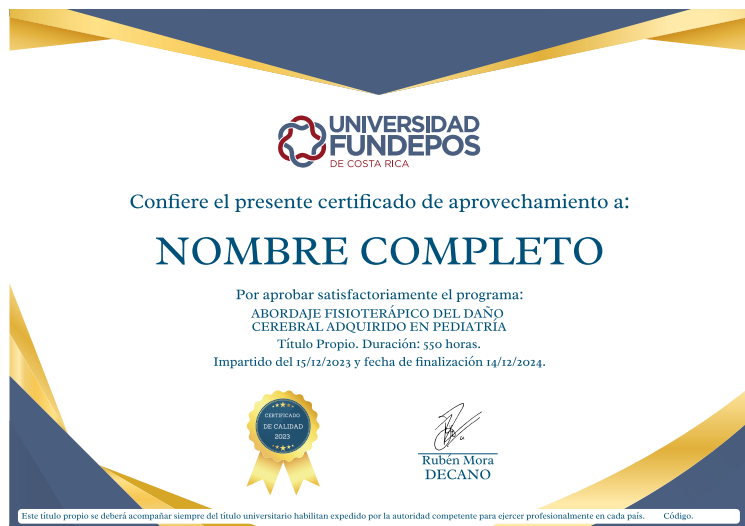 UNIVERSIDAD
FUNDEPOS
DE COSTA RICA
Confiere el presente certificado de aprovechamiento a:
NOMBRE COMPLETO
Por aprobar satisfactoriamente el programa:
ABORDAJE FISIOTERÁPICO DEL DAÑO
CEREBRAL ADQUIRIDO EN PEDIATRÍA
Título Propio. Duración: 550 horas.
Impartido del 15/12/2023 y fecha de finalización 14/12/2024.
CERTIFICADO
DE CALIDAD
2023
Rubén Mora
DECANO
Este título propio se deberá acompañar siempre del título universitario habilitan expedido por la autoridad competente para ejercer profesionalmente en cada país. Código.